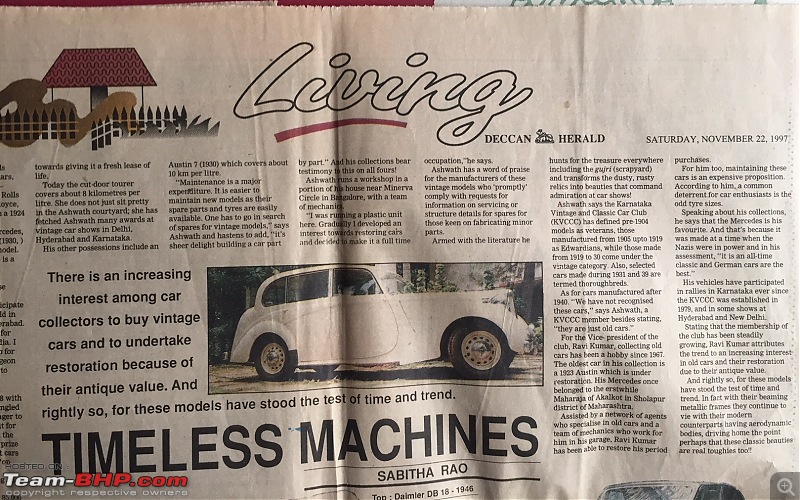 Living
DECCAN HERALD
SATURDAY, NOVEMBER 22, 1997
ls
ars.
Rolls
oyce,
a 1924
rcedes,
(1930, )
nodel.
is a
se
icipate
ld in
erabad.
for
dia. I
o for
geon
to
8 with
ngled
ager to
t for
the
prize
t cars
towards giving it a fresh lease of
life.
Today the cut-door tourer
covers about 8 kilometres per
litre. She does not just sit pretty
in the Ashwath courtyard; she has
fetched Ashwath many awards at
vintage car shows in Delhi,
Hyderabad and Karnataka.
His other possessions include an
Austin 7 (1930) which covers about
10 km per litre.
"Maintenance is a major
expenditure. It is easier to
maintain new models as their
spare parts and tyres are easily
available. One has to go in search
of spares for vintage models," says
Ashwath and hastens to add, "it's
sheer delight building a car part
by part." And his collections bear
testimony to this on all fours!
Ashwath runs a workshop in a
portion of his house near Minerva
Circle in Bangalore, with a team
of mechanics.
"I was running a plastic unit
here. Gradually I developed an
interest towards restoring cars
and decided to make it a full time
occupation,"he says.
Ashwath has a word of praise
for the manufacturers of these
vintage models who 'promptly'
comply with requests for
information on servicing or
structure details for spares for
those keen on fabricating minor
parts.
Armed with the literature he
hunts for the treasure everywhere
including the gujri (scrapyard)
and transforms the dusty, rusty
relics into beauties that command
admiration at car shows!
Ashwath says the Karnataka
Vintage and Classic Car Club
(KVCCC) has defined pre-1904
models as veterans, those
manufactured from 1905 upto 1919
as Edwardians, while those made
from 1919 to 30 come under the
vintage category. Also, selected
cars made during 1931 and 39 are
termed thoroughbreds.
As for cars manufactured after
1940. "We have not recognised
these cars," says Ashwath, a
KVCCC member besides stating,
"they are just old cars."
For the Vice- president of the
club, Ravi Kumar, collecting old
cars has been a hobby since 1967.
The oldest car in his collection is
a 1923 Austin which is under
restoration. His Mercedes once
belonged to the erstwhile
Maharaja of Akalkot in Sholapur
district of Maharashtra.
Assisted by a network of agents
who specialise in old cars and a
team of mechanics who work for
him in his garage, Ravi Kumar
has been able to restore his period
purchases.
For him too, maintaining these
cars is an expensive proposition.
According to him, a common
deterrent for car enthusiasts is the
odd tyre sizes.
Speaking about his collections,
he says that the Mercedes is his
favourite. And that's because it
was made at a time when the
Nazis were in power and in his
assessment, "it is an all-time
classic and German cars are the
best."
His vehicles have participated
in rallies in Karnataka ever since
the KVCCC was established in
1979, and in some shows at
Hyderabad and New Delhi.
Stating that the membership of
the club has been steadily
growing, Ravi Kumar attributes
the trend to an increasing interest
in old cars and their restoration
due to their antique value.
And rightly so, for these models
have stood the test of time and
trend. In fact with their beaming
metallic frames they continue to
vie with their modern
counterparts having aerodynamic
bodies, driving home the point
perhaps that these classic beauties
are real toughies too!!
There is an increasing
interest among car
collectors to buy vintage
cars and to undertake
restoration because of
their antique value. And
rightly so, for these models have stood the test of time and trend.
TIMELESS MACHINES
SABITHA RAO
Top : Daimler DB 18 - 1946
POSTED ON
Team-BHP.com
copyright respective owners